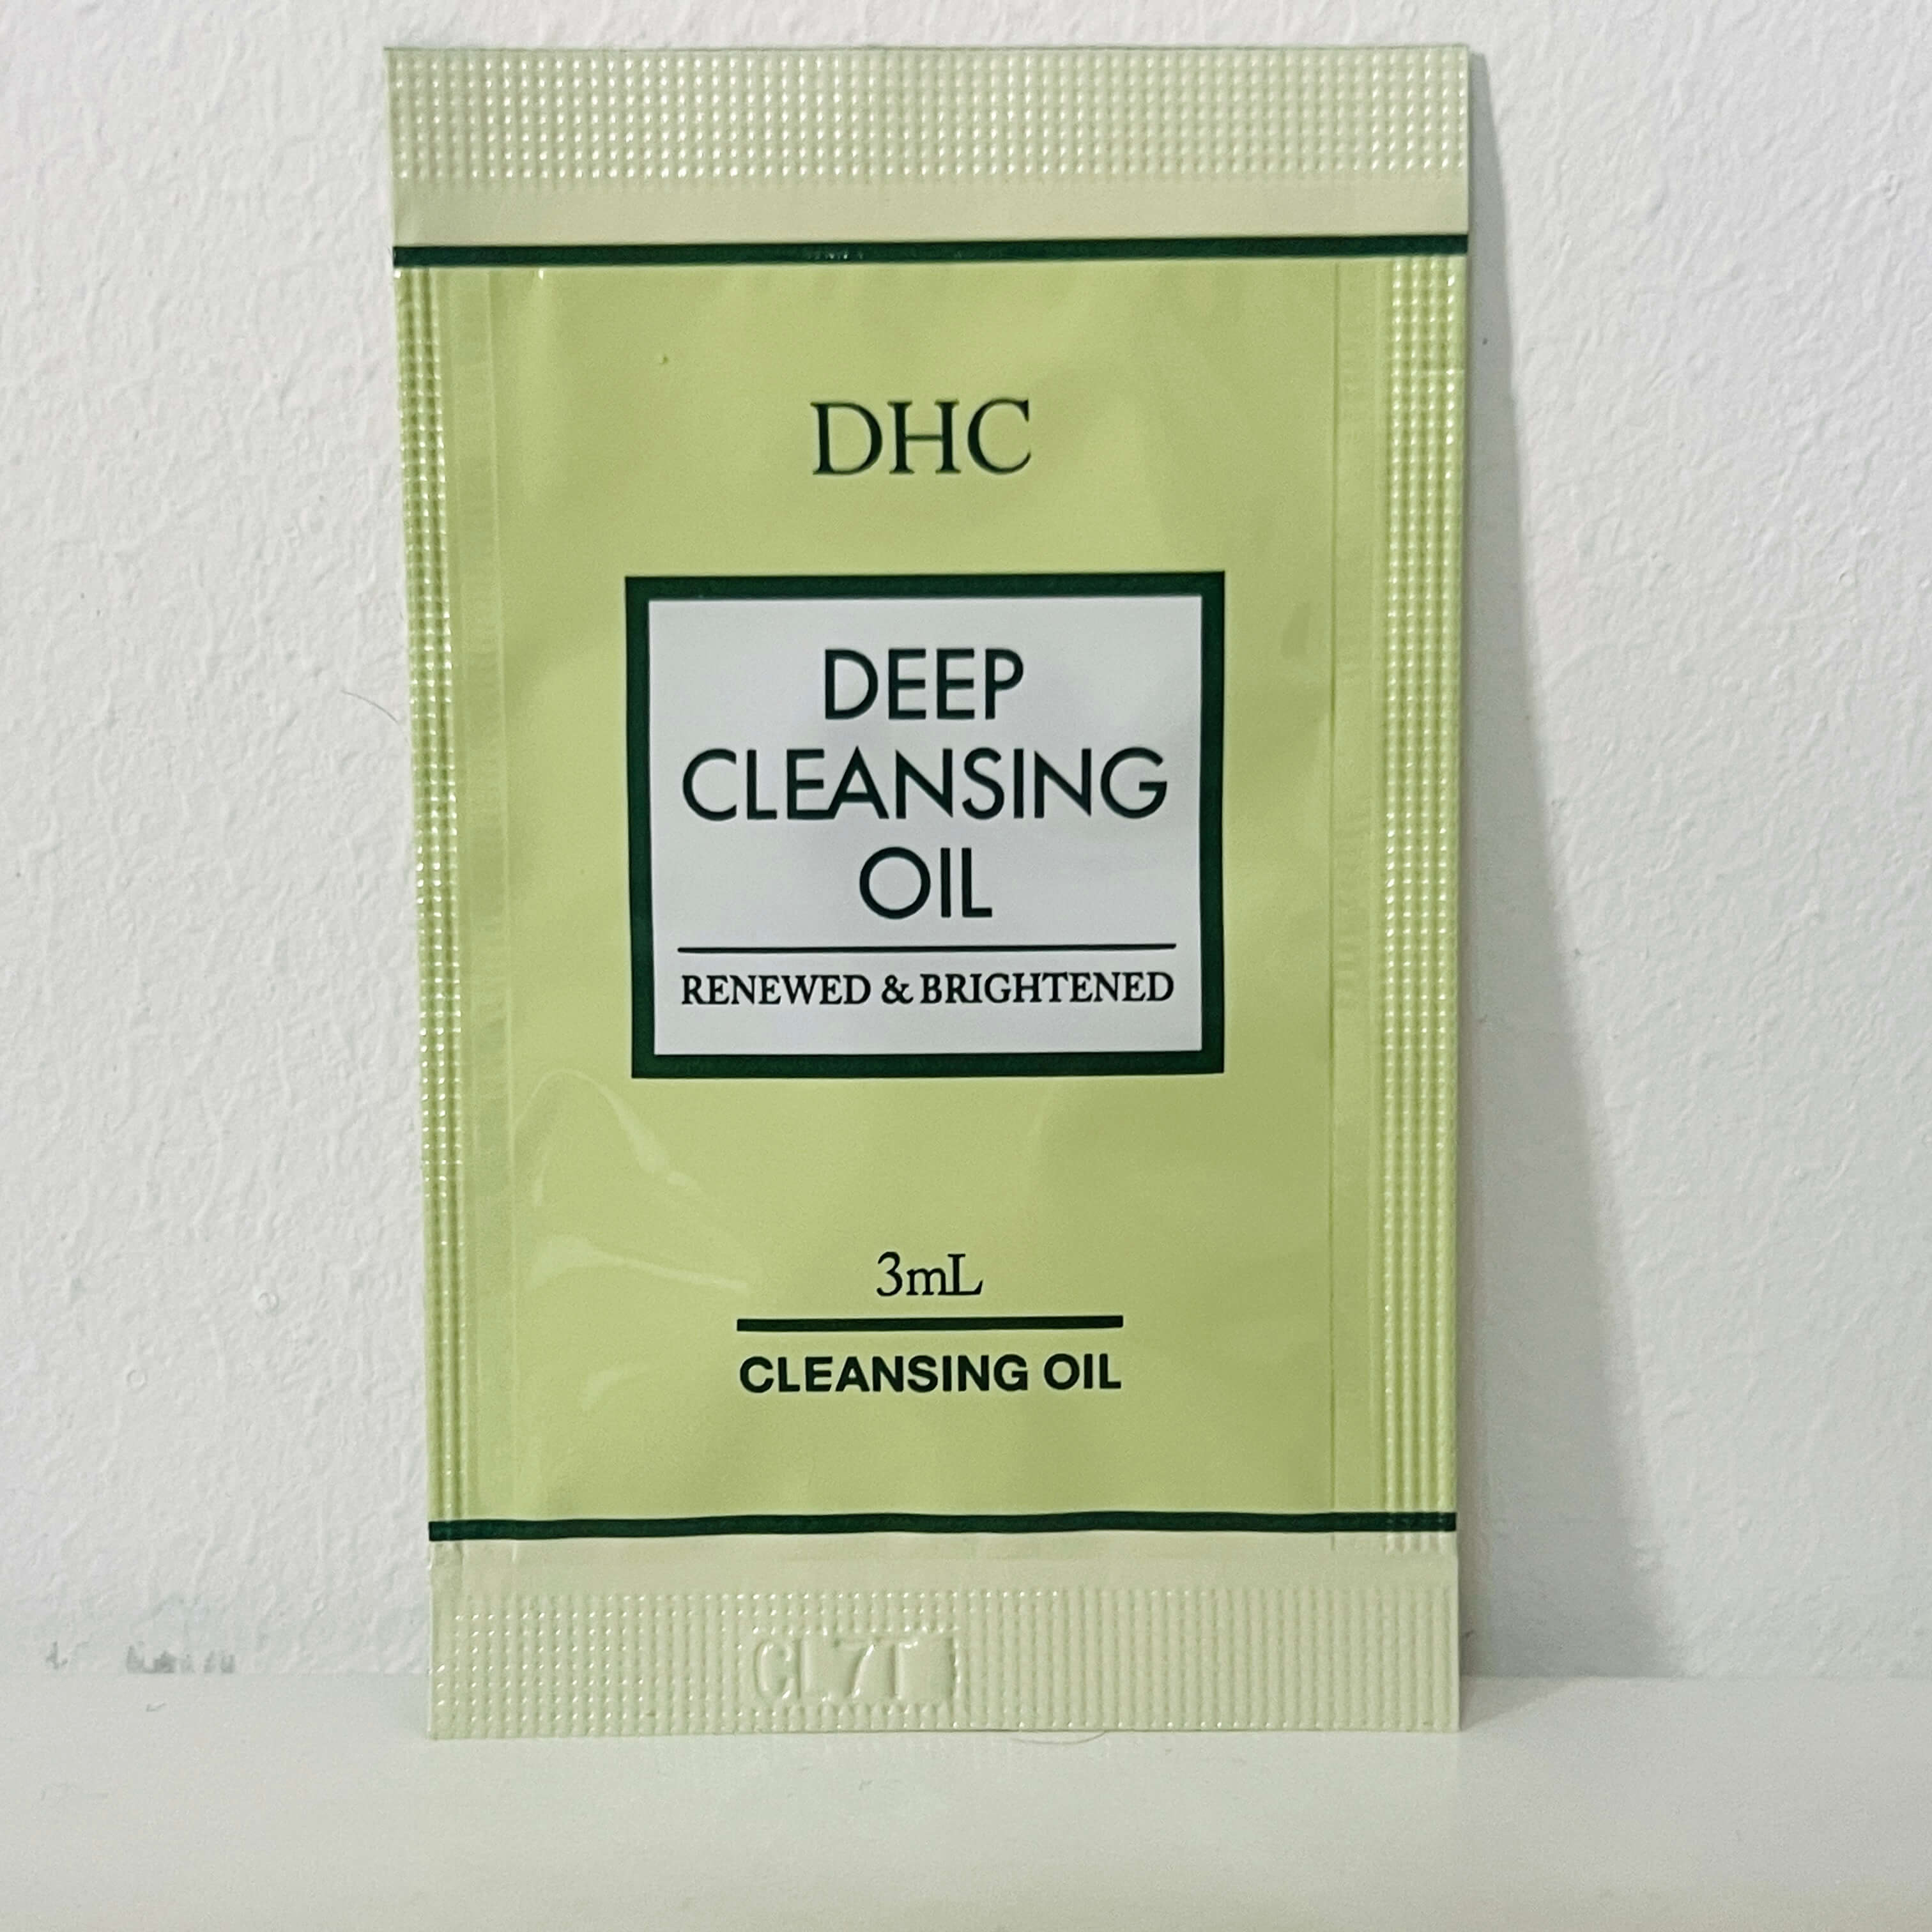 DHC
DEEP
CLEANSING
OIL
RENEWED & BRIGHTENED
3mL
CLEANSING OIL